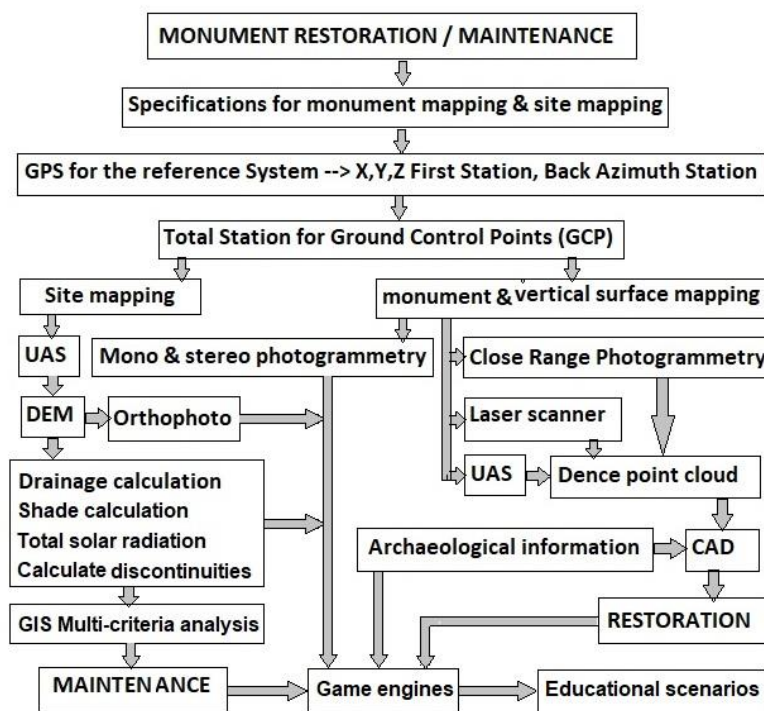 MONUMENT RESTORATION / MAINTENANCE
Specifications for monument mapping & site mapping
GPS for the reference System --> X,Y,Z First Station, Back Azimuth Station
Total Station for Ground Control Points (GCP)
Site mapping
monument & vertical surface mapping
UAS
Mono & stereo photogrammetry
Close Range Photogrammetry
DEM
Orthophoto
Laser scanner
UAS
Dence point cloud
Drainage calculation
Shade calculation
Total solar radiation
Calculate discontinuities
Archaeological information
CAD
GIS Multi-criteria analysis
RESTORATION
MAINTENANCE
Game engines
Educational scenarios